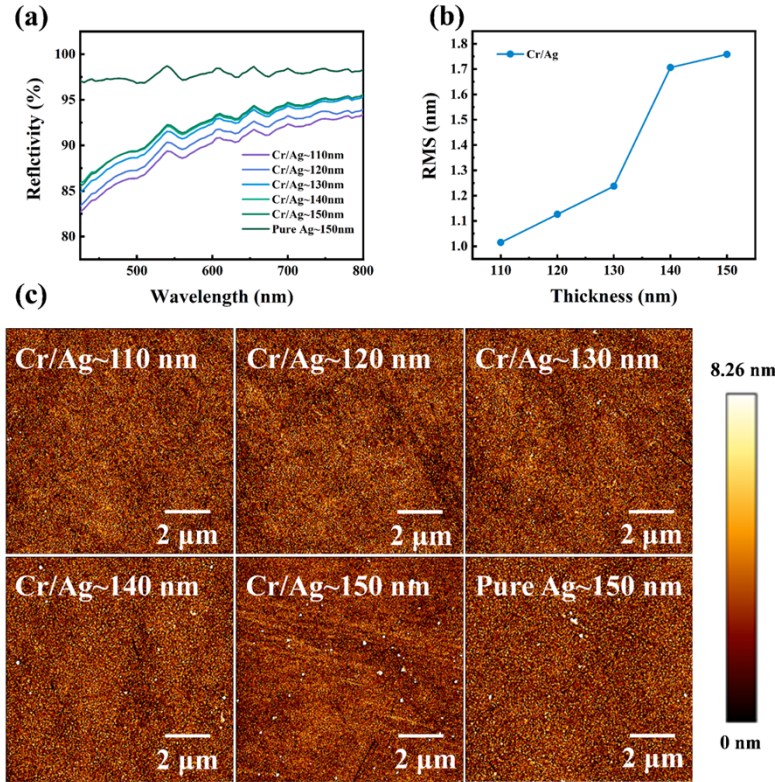 (a)
100
95
90
85
80
Reflctivity (%)
Cr/Ag~110nm
Cr/Ag~120nm
Cr/Ag~130nm
Cr/Ag~140nm
Cr/Ag~150nm
Pure Ag~150nm
500
600
700
800
Wavelength (nm)
(b)
1.8
1.7
1.6
1.5
1.4
1.3
1.2
1.1
1.0
RMS (nm)
Cr/Ag
110
120
130
140
150
Thickness (nm)
(c)
Cr/Ag~110 nm
2 μm
Cr/Ag~120 nm
2 μm
Cr/Ag~130 nm
2 μm
Cr/Ag~140 nm
2 μm
Cr/Ag~150 nm
2 μm
Pure Ag~150 nm
2 μm
8.26 nm
0 nm